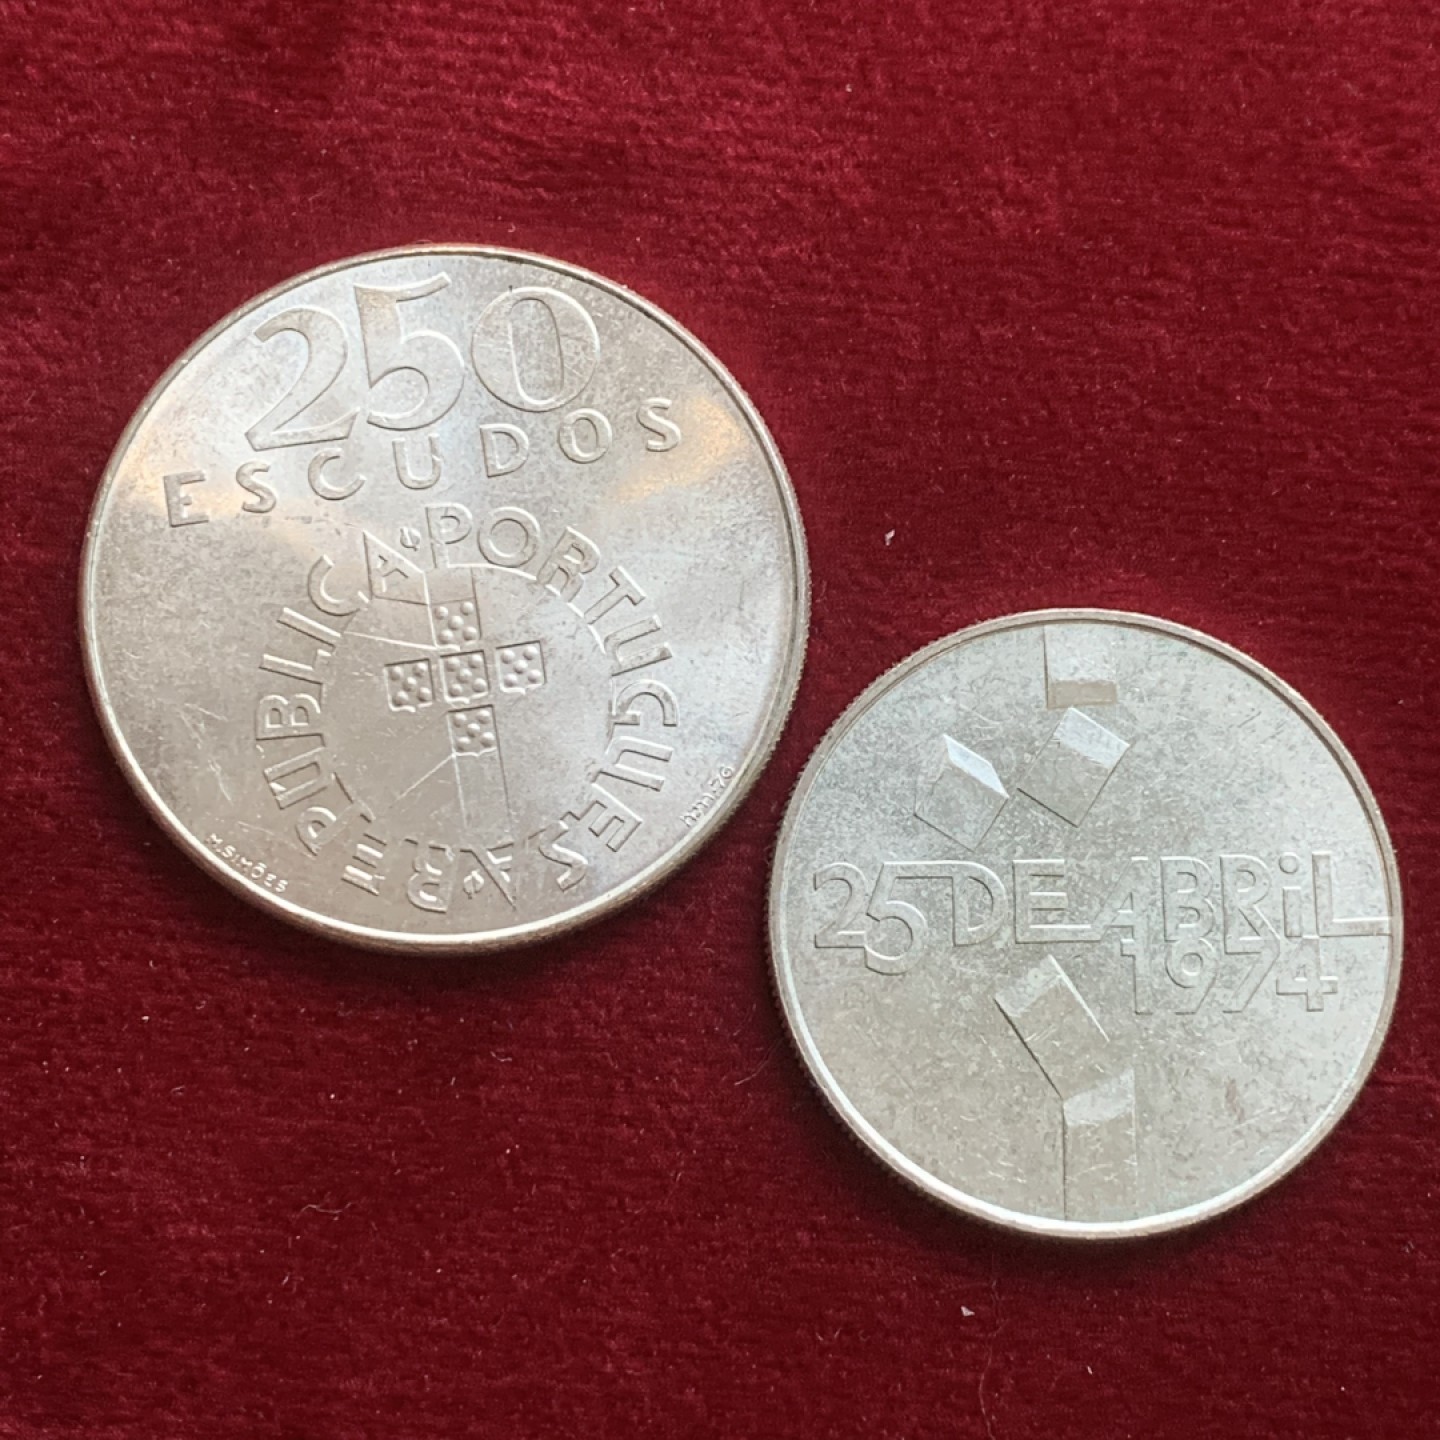 250
ESCUDOS
A REPÚBLICA PORTUGUESA
M.SIMÕES
25 DE ABRiL
1974